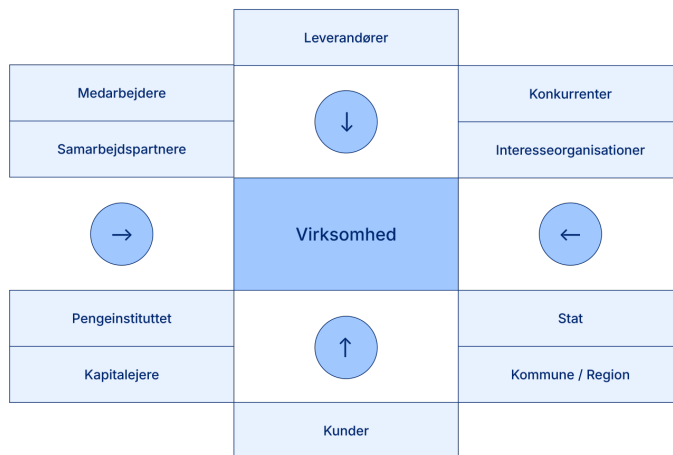 Leverandører
Medarbejdere
Konkurrenter
Samarbejdspartnere
Interesseorganisationer
Virksomhed
Pengeinstituttet
Stat
Kapitalejere
Kommune / Region
Kunder